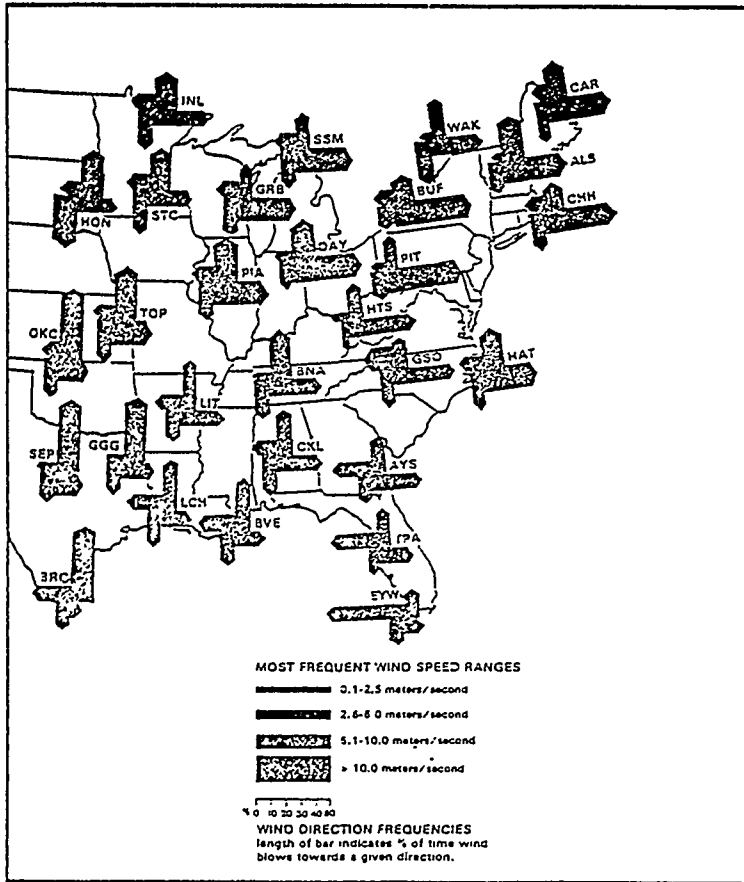 INL
CAR
SSM
WAK
ALB
GRB
BUF
CHH
HON
STC
DAY
PIA
PIT
TOP
HTS
OKC
GSO
HAT
BNA
LIT
SEP
GGG
CKL
AYS
LCH
BVE
TPA
BRO
EYW
MOST FREQUENT WIND SPEED RANGES
0.1-2.5 meters/second
2.6-5.0 meters/second
5.1-10.0 meters/second
> 10.0 meters/second
% 0 10 20 30 40 50
WIND DIRECTION FREQUENCIES
length of bar indicates % of time wind
blows towards a given direction.